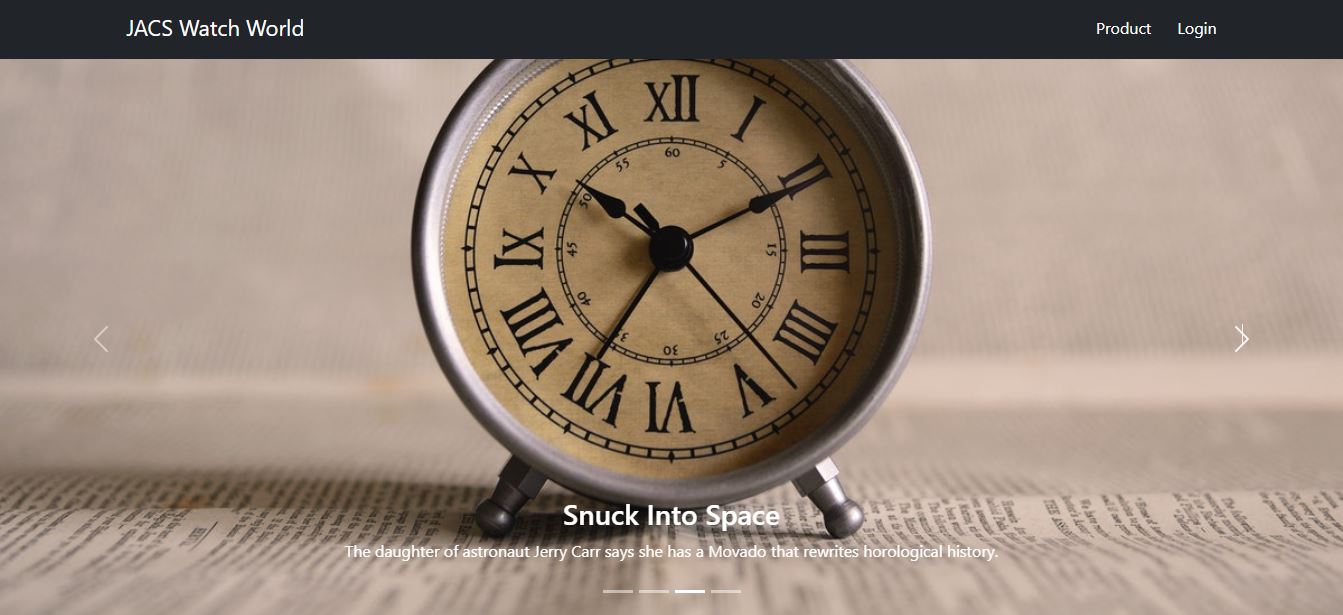 JACS Watch World
Product Login
XII
XI I
X II
60
55 5
50
IX 45 15 III
40 20
35 25
30
VIII IIII
VII V
VI
Snuck Into Space
The daughter of astronaut Jerry Carr says she has a Movado that rewrites horological history.